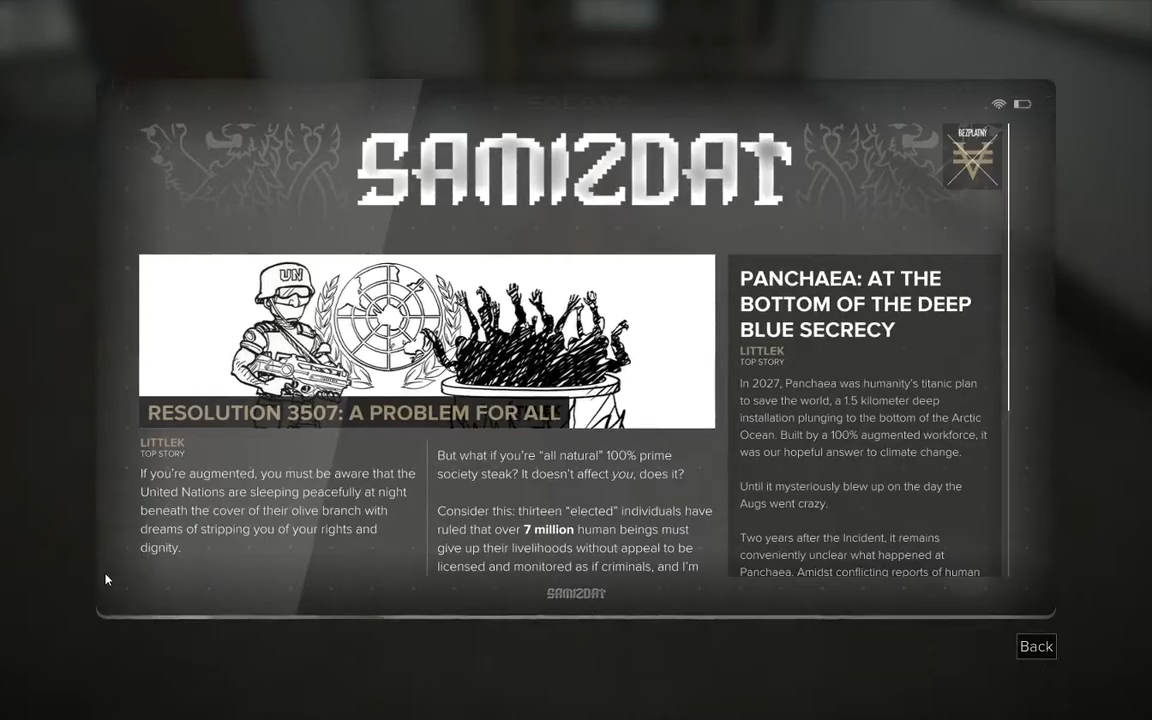 SAMIZDAT
BEZPLATNÝ
UN
RESOLUTION 3507: A PROBLEM FOR ALL
LITTLEK
TOP STORY
If you're augmented, you must be aware that the
United Nations are sleeping peacefully at night
beneath the cover of their olive branch with
dreams of stripping you of your rights and
dignity.
But what if you're “all natural” 100% prime
society steak? It doesn't affect you, does it?
Consider this: thirteen “elected” individuals have
ruled that over 7 million human beings must
give up their livelihoods without appeal to be
licensed and monitored as if criminals, and I'm
PANCHAEA: AT THE
BOTTOM OF THE DEEP
BLUE SECRECY
LITTLEK
TOP STORY
In 2027, Panchaea was humanity's titanic plan
to save the world, a 1.5 kilometer deep
installation plunging to the bottom of the Arctic
Ocean. Built by a 100% augmented workforce, it
was our hopeful answer to climate change.
Until it mysteriously blew up on the day the
Augs went crazy.
Two years after the Incident, it remains
conveniently unclear what happened at
Panchaea. Amidst conflicting reports of human
SAMIZDAT
Back